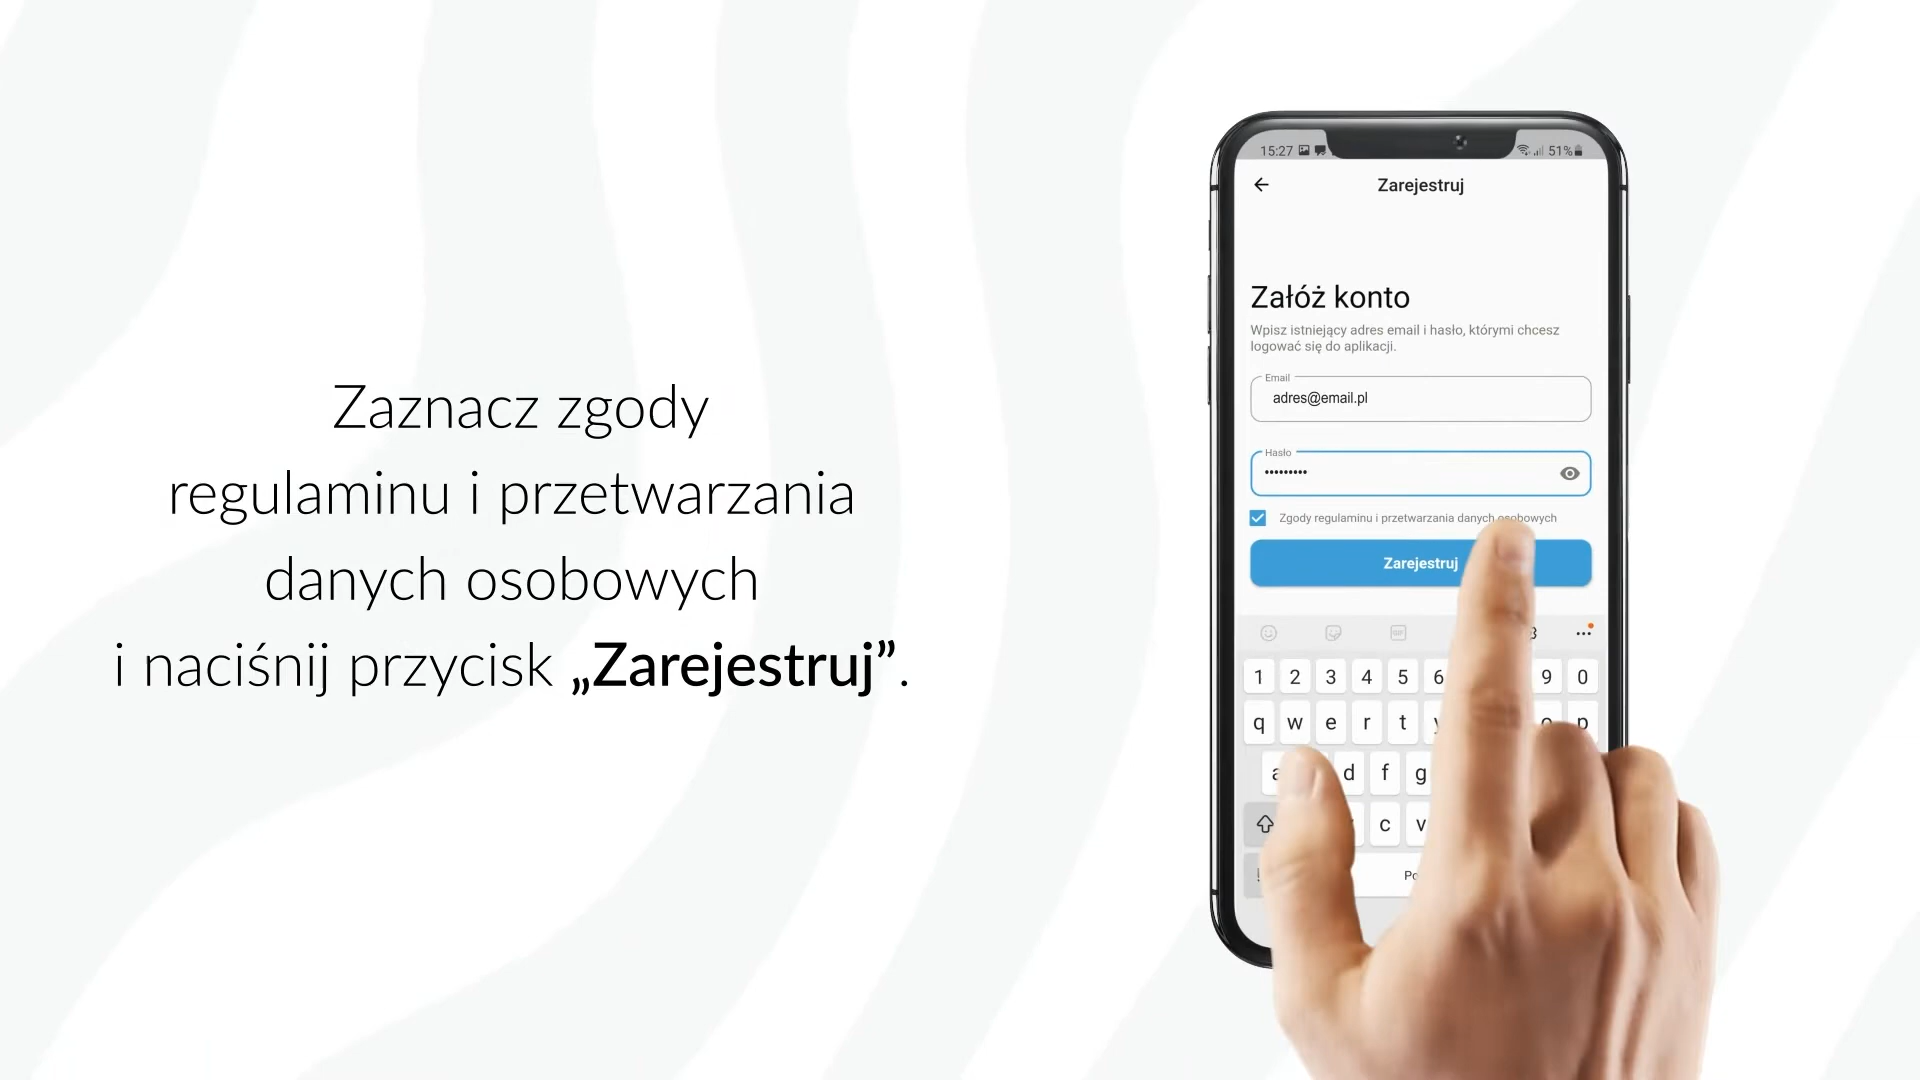 Zaznacz zgody
regulaminu i przetwarzania
danych osobowych
i naciśnij przycisk „Zarejestruj”.
15:27
51%
Zarejestruj
Załóż konto
Wpisz istniejący adres email i hasło, którymi chcesz
logować się do aplikacji.
Email
adres@email.pl
Hasło
•••••••••
Zgody regulaminu i przetwarzania danych osobowych
Zarejestruj
GIF
1 2 3 4 5 6 9 0
q w e r t y o p
a d f g
c v